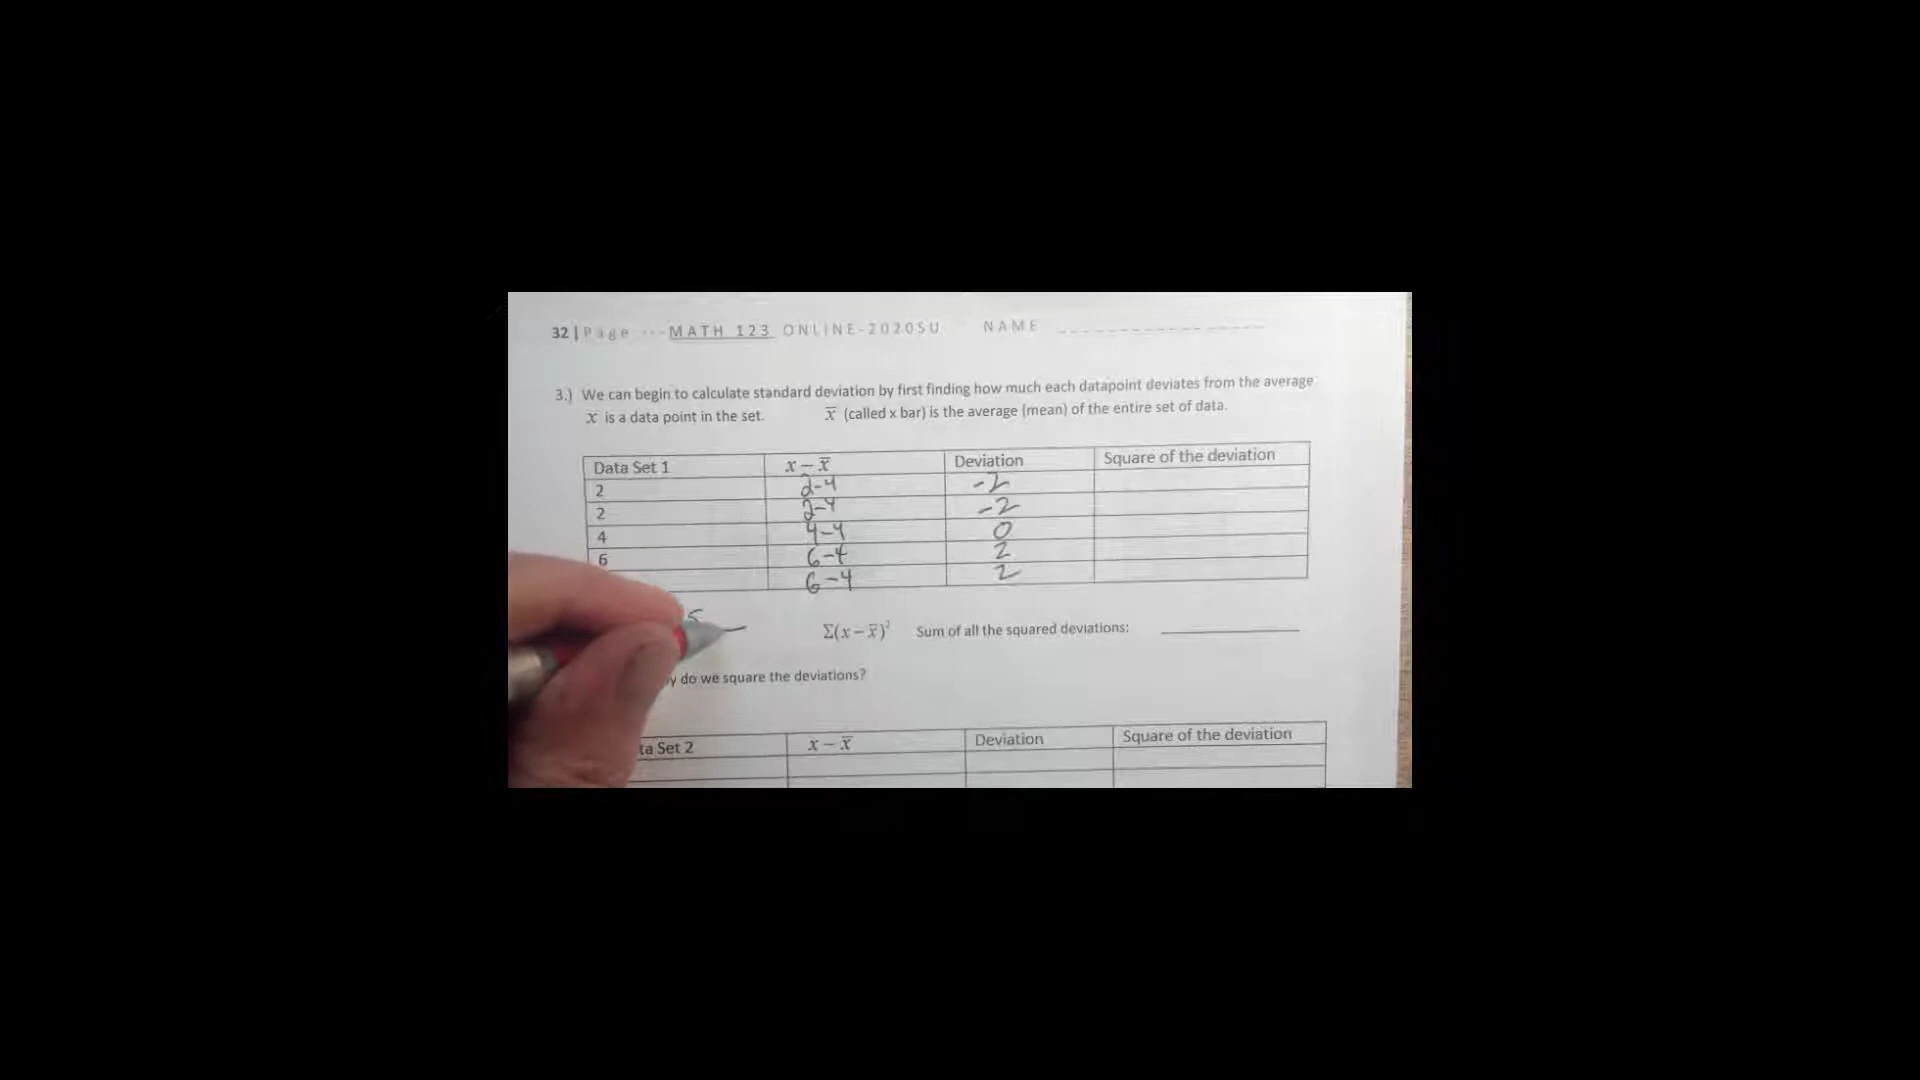 32 | Page ---MATH 123 ONLINE-2020SU NAME
3.) We can begin to calculate standard deviation by first finding how much each datapoint deviates from the average
x is a data point in the set. x̅ (called x bar) is the average (mean) of the entire set of data.
Data Set 1 x − x̅ Deviation Square of the deviation
2 2-4 -2
2 2-4 -2
4 4-4 0
6 6-4 2
6-4 2
5
Σ(x − x̅)² Sum of all the squared deviations:
do we square the deviations?
Set 2 x − x̅ Deviation Square of the deviation